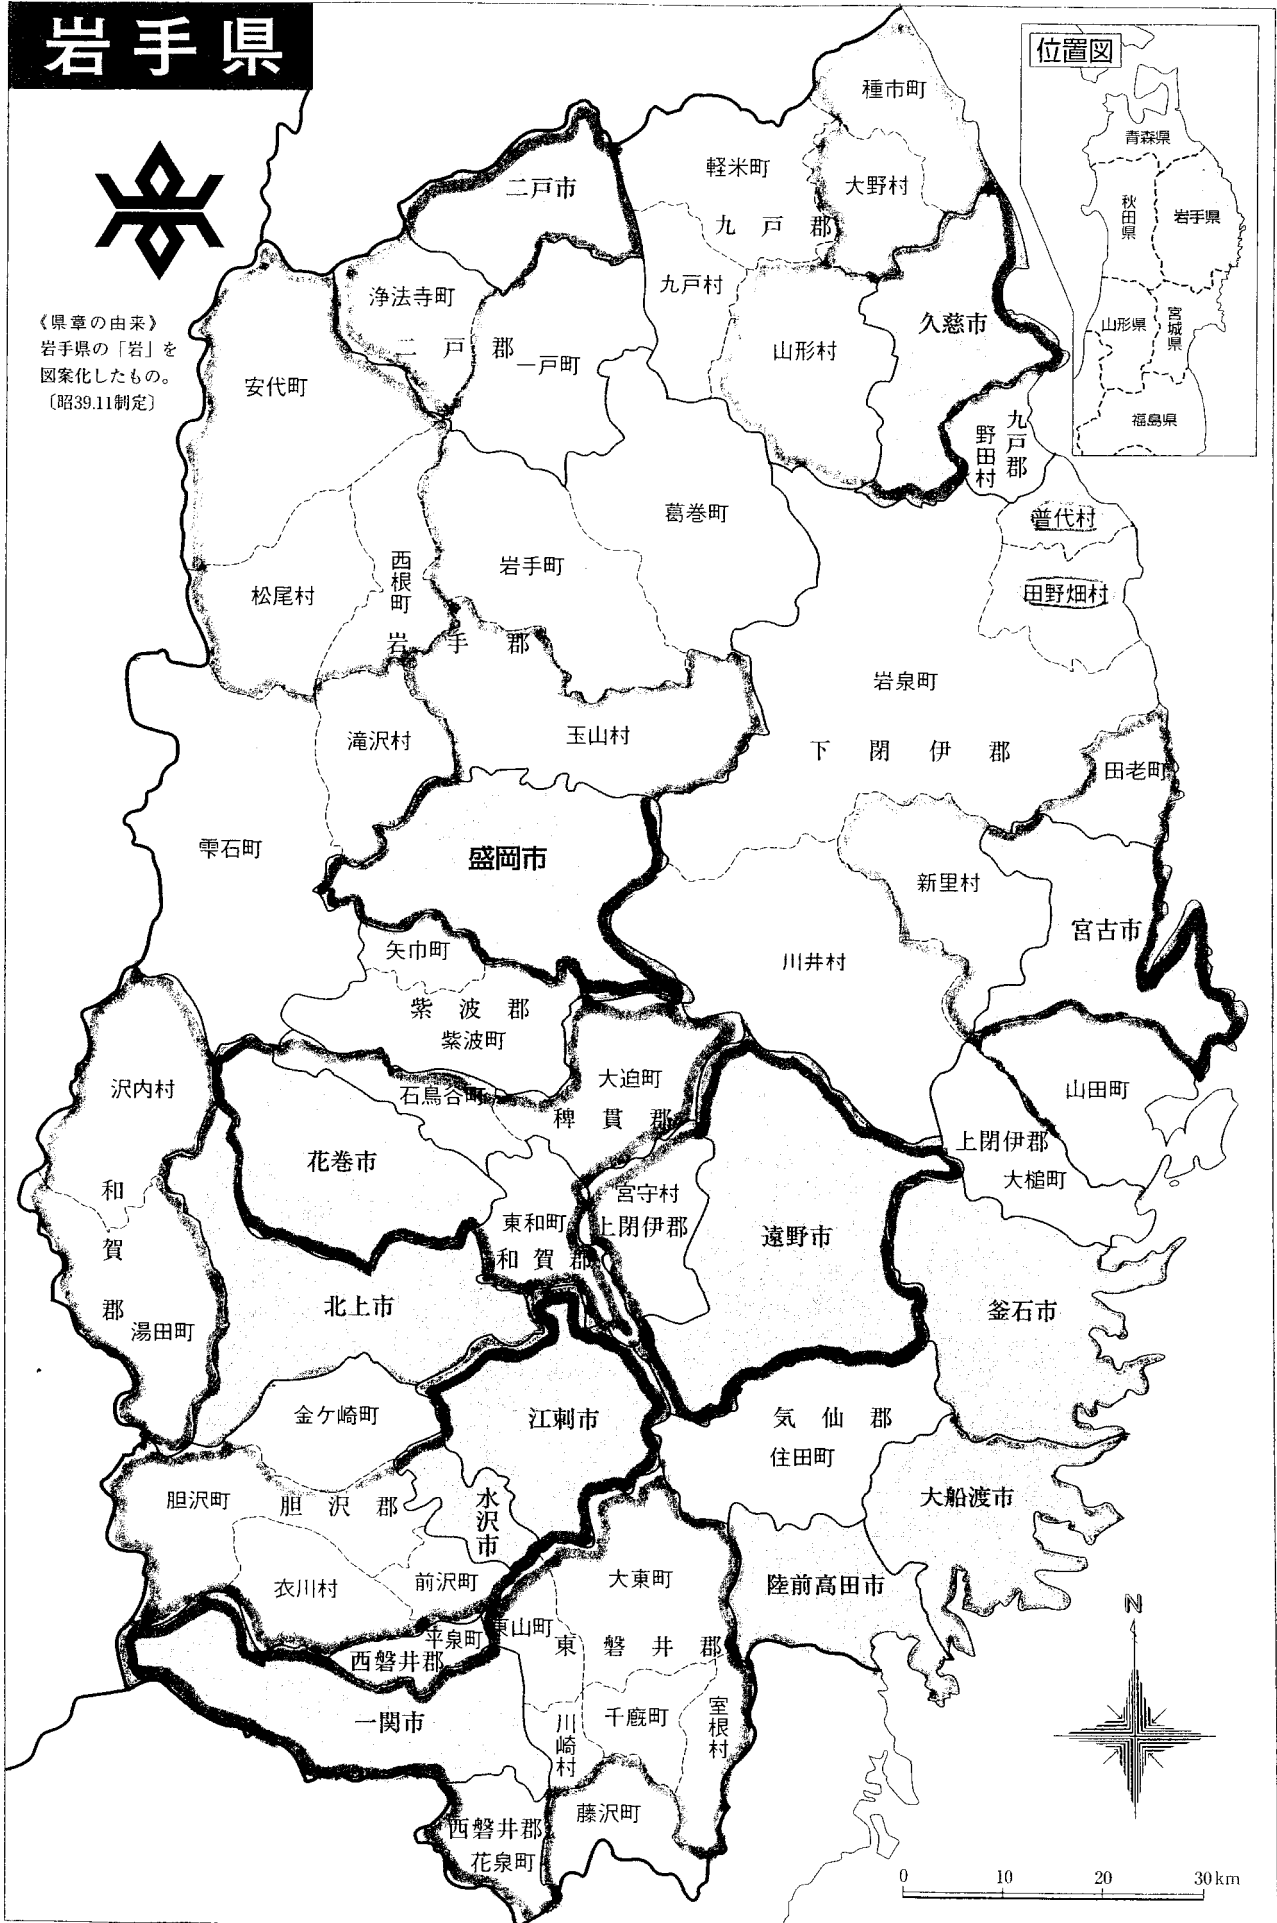 岩手県
位置図
青森県
秋田県
岩手県
山形県
宮城県
福島県
《県章の由来》
岩手県の「岩」を
図案化したもの。
〔昭39.11制定〕
種市町
軽米町
大野村
二戸市
九戸郡
九戸村
浄法寺町
久慈市
二戸郡
山形村
一戸町
安代町
九戸郡
野田村
葛巻町
普代村
西根町
岩手町
松尾村
田野畑村
岩手郡
岩泉町
滝沢村
玉山村
下閉伊郡
田老町
雫石町
盛岡市
新里村
宮古市
矢巾町
川井村
紫波郡
紫波町
沢内村
石鳥谷町
大迫町
山田町
稗貫郡
上閉伊郡
花巻市
大槌町
和賀郡
宮守村
東和町
上閉伊郡
遠野市
和賀郡
北上市
釜石市
湯田町
金ケ崎町
江刺市
気仙郡
住田町
胆沢町
胆沢郡
水沢市
大船渡市
衣川村
前沢町
大東町
陸前高田市
平泉町
東山町
西磐井郡
東磐井郡
一関市
川崎村
千厩町
室根村
西磐井郡
花泉町
藤沢町
N
0 10 20 30km